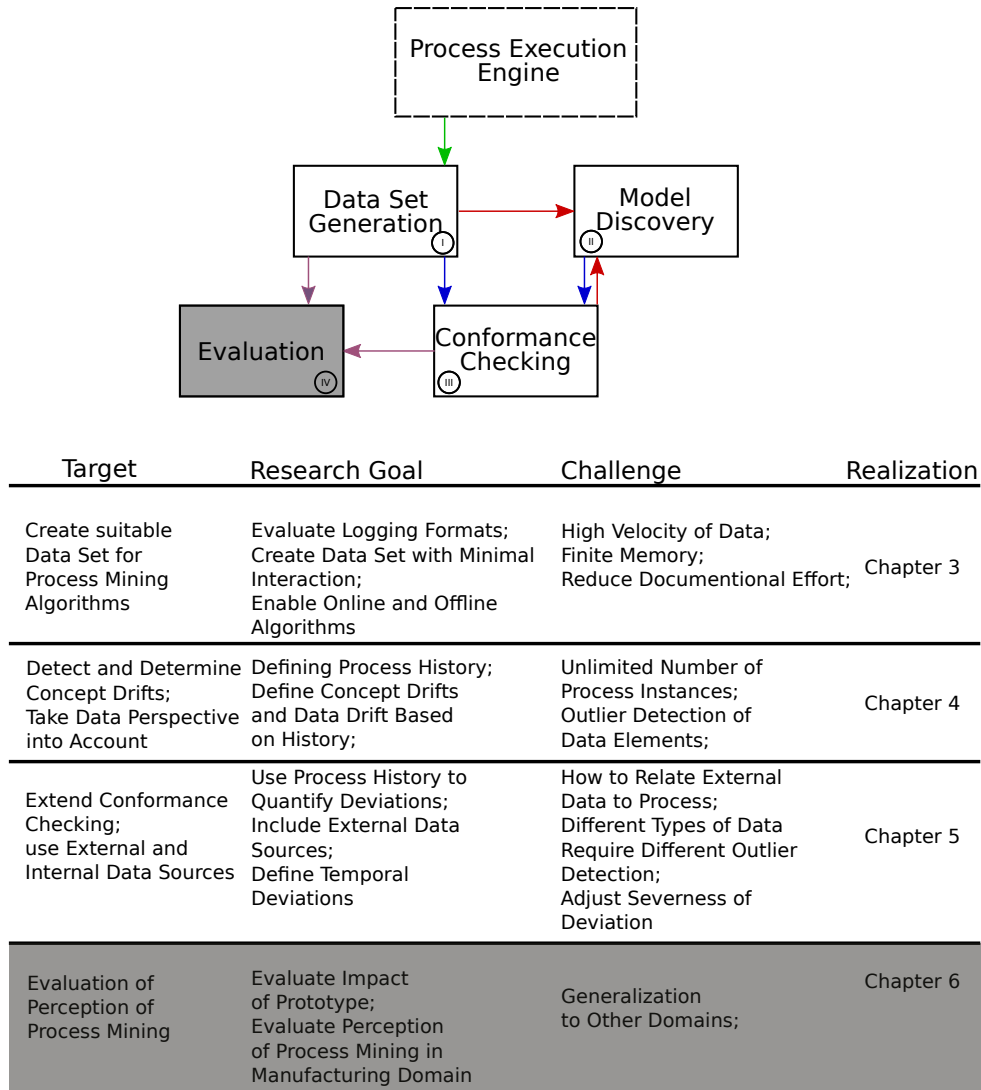 Process Execution
Engine
Data Set
Generation
I
Model
Discovery
II
Evaluation
IV
Conformance
Checking
III
Target
Research Goal
Challenge
Realization
Create suitable
Data Set for
Process Mining
Algorithms
Evaluate Logging Formats;
Create Data Set with Minimal
Interaction;
Enable Online and Offline
Algorithms
High Velocity of Data;
Finite Memory;
Reduce Documentional Effort;
Chapter 3
Detect and Determine
Concept Drifts;
Take Data Perspective
into Account
Defining Process History;
Define Concept Drifts
and Data Drift Based
on History;
Unlimited Number of
Process Instances;
Outlier Detection of
Data Elements;
Chapter 4
Extend Conformance
Checking;
use External and
Internal Data Sources
Use Process History to
Quantify Deviations;
Include External Data
Sources;
Define Temporal
Deviations
How to Relate External
Data to Process;
Different Types of Data
Require Different Outlier
Detection;
Adjust Severness of
Deviation
Chapter 5
Evaluation of
Perception of
Process Mining
Evaluate Impact
of Prototype;
Evaluate Perception
of Process Mining in
Manufacturing Domain
Generalization
to Other Domains;
Chapter 6